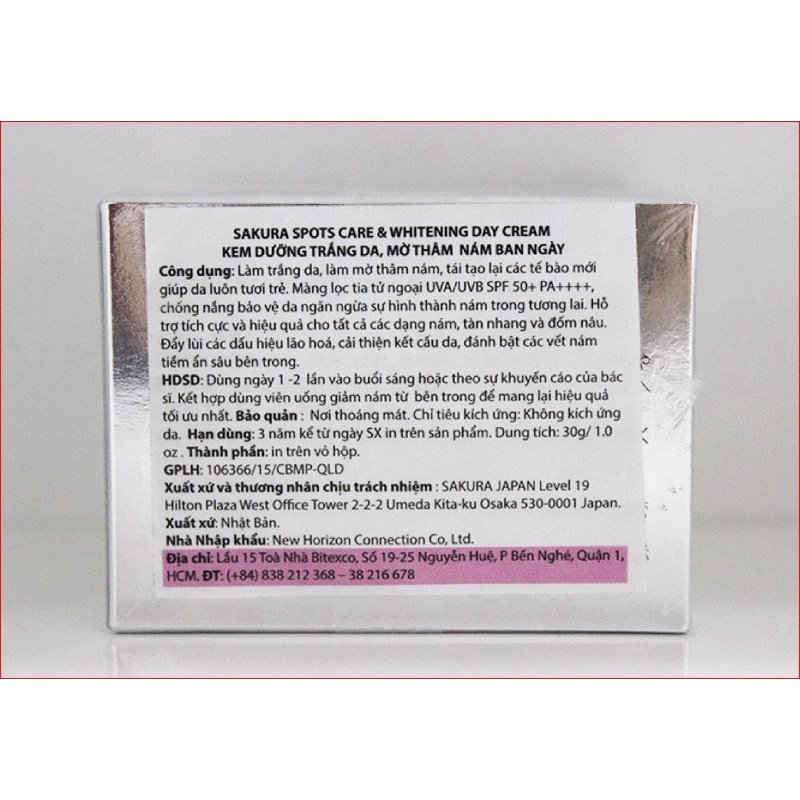 SAKURA SPOTS CARE & WHITENING DAY CREAM
KEM DƯỠNG TRẮNG DA, MỜ THÂM NÁM BAN NGÀY
Công dụng: Làm trắng da, làm mờ thâm nám, tái tạo lại các tế bào mới
giúp da luôn tươi trẻ. Màng lọc tia tử ngoại UVA/UVB SPF 50+ PA++++,
chống nắng bảo vệ da ngăn ngừa sự hình thành nám trong tương lai. Hỗ
trợ tích cực và hiệu quả cho tất cả các dạng nám, tàn nhang và đốm nâu.
Đẩy lùi các dấu hiệu lão hoá, cải thiện kết cấu da, đánh bật các vết nám
tiềm ẩn sâu bên trong.
HDSD: Dùng ngày 1 -2 lần vào buổi sáng hoặc theo sự khuyến cáo của bác
sĩ. Kết hợp dùng viên uống giảm nám từ bên trong để mang lại hiệu quả
tối ưu nhất. Bảo quản : Nơi thoáng mát. Chỉ tiêu kích ứng: Không kích ứng
da. Hạn dùng: 3 năm kể từ ngày SX in trên sản phẩm. Dung tích: 30g/ 1.0
oz . Thành phần: in trên vỏ hộp.
GPLH: 106366/15/CBMP-QLD
Xuất xứ và thương nhân chịu trách nhiệm : SAKURA JAPAN Level 19
Hilton Plaza West Office Tower 2-2-2 Umeda Kita-ku Osaka 530-0001 Japan.
Xuất xứ: Nhật Bản.
Nhà Nhập khẩu: New Horizon Connection Co, Ltd.
Địa chỉ: Lầu 15 Toà Nhà Bitexco, Số 19-25 Nguyễn Huệ, P Bến Nghé, Quận 1,
HCM. ĐT: (+84) 838 212 368 – 38 216 678